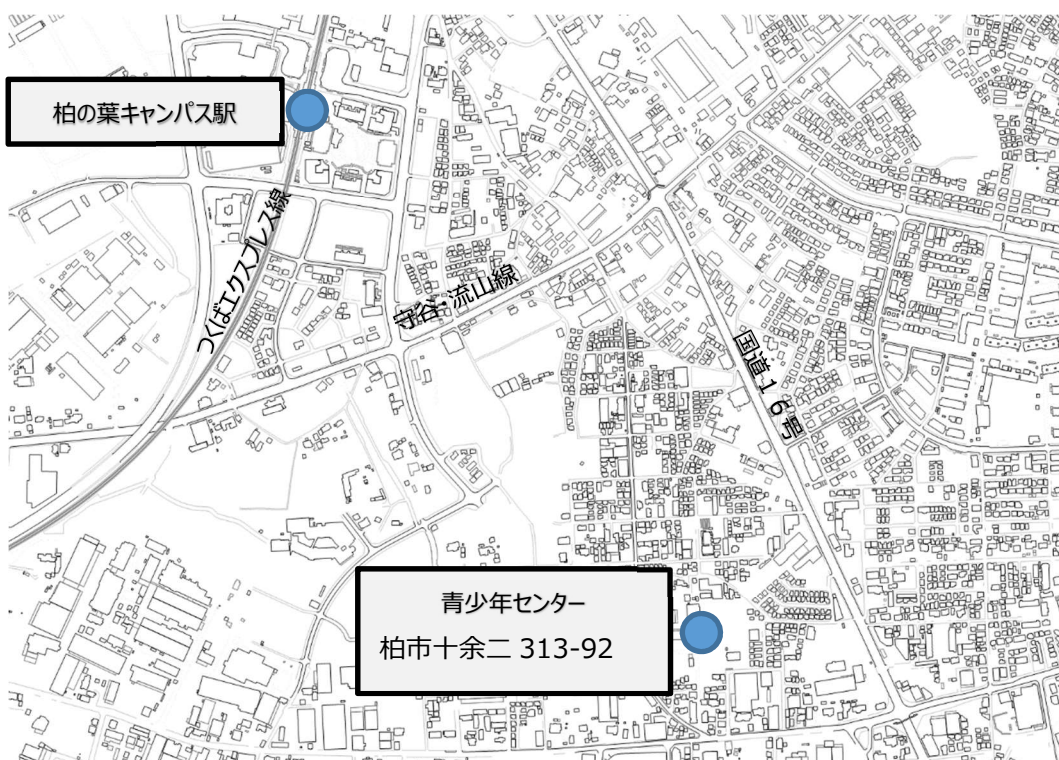 柏の葉キャンパス駅
つくばエクスプレス線
守谷・流山線
国道16号
青少年センター
柏市十余二 313-92